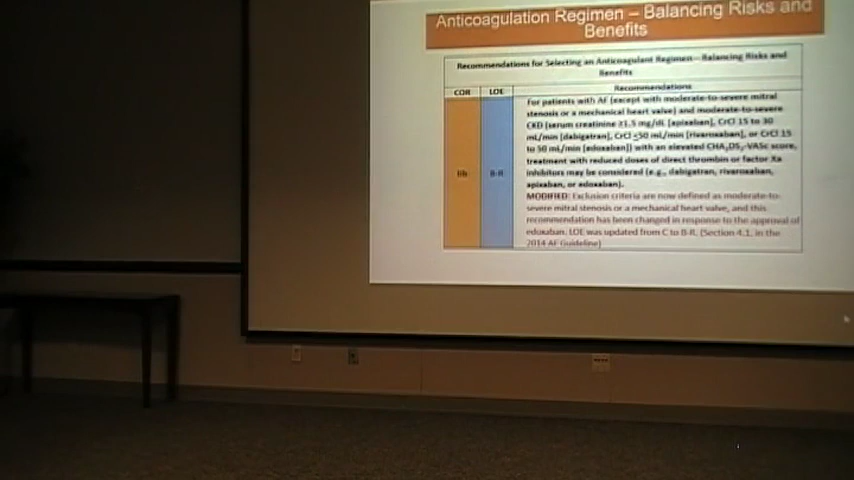 Anticoagulation Regimen – Balancing Risks and
Benefits
Recommendations for Selecting an Anticoagulant Regimen—Balancing Risks and
Benefits
COR LOE Recommendations
For patients with AF (except with moderate-to-severe mitral
stenosis or a mechanical heart valve) and moderate-to-severe
CKD (serum creatinine ≥1.5 mg/dL [apixaban], CrCl 15 to 30
mL/min [dabigatran], CrCl ≤50 mL/min [rivaroxaban], or CrCl 15
to 50 mL/min [edoxaban]) with an elevated CHA₂DS₂-VASc score,
treatment with reduced doses of direct thrombin or factor Xa
IIb B-R inhibitors may be considered (e.g., dabigatran, rivaroxaban,
apixaban, or edoxaban).
MODIFIED: Exclusion criteria are now defined as moderate-to-
severe mitral stenosis or a mechanical heart valve, and this
recommendation has been changed in response to the approval of
edoxaban. LOE was updated from C to B-R. (Section 4.1. in the
2014 AF Guideline)